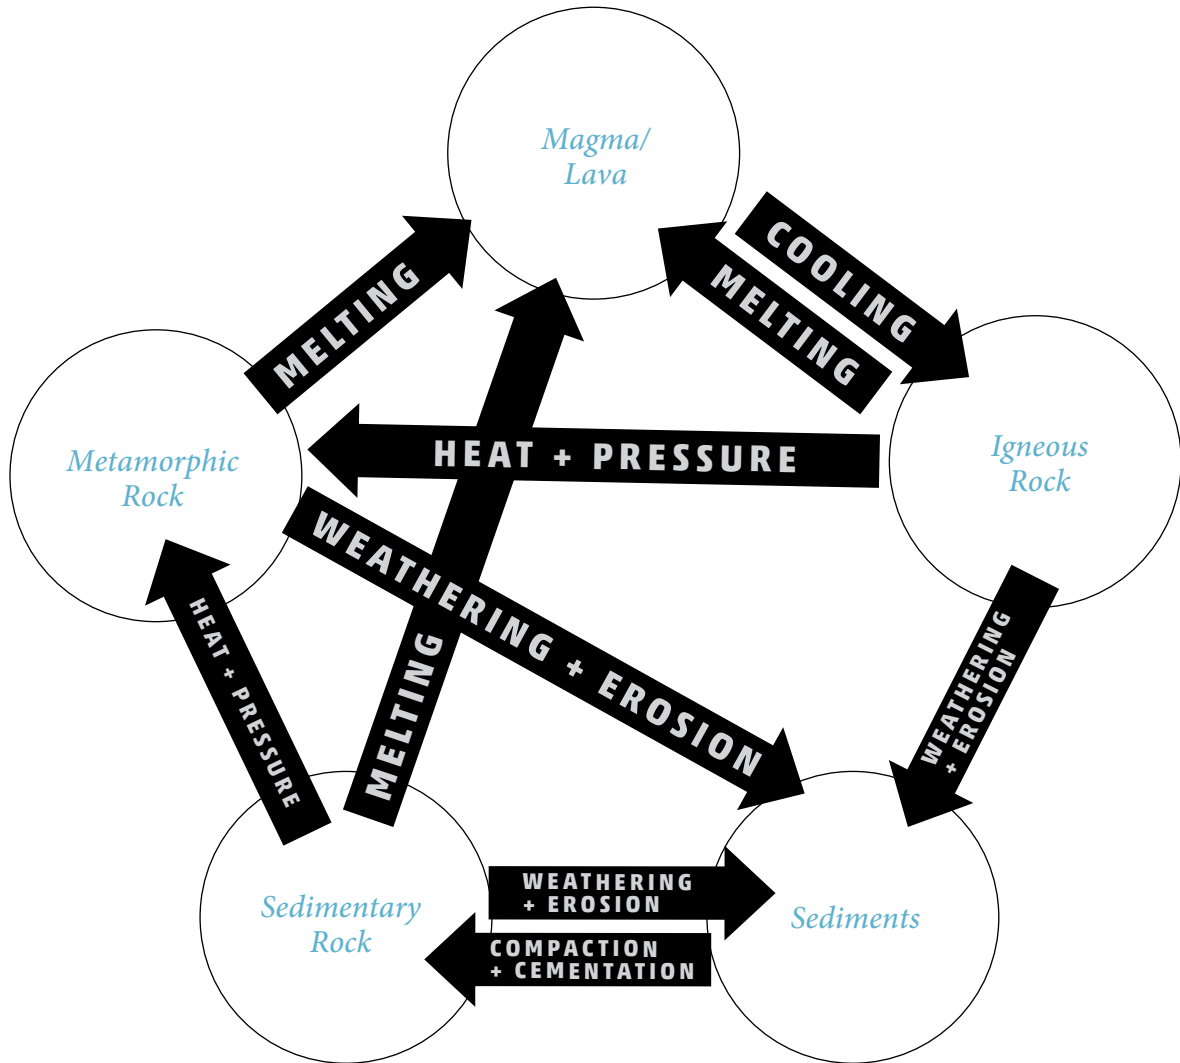 Magma/
Lava
COOLING
MELTING
MELTING
Metamorphic
Rock
HEAT + PRESSURE
Igneous
Rock
WEATHERING + EROSION
HEAT + PRESSURE
MELTING
WEATHERING
+ EROSION
Sedimentary
Rock
WEATHERING
+ EROSION
COMPACTION
+ CEMENTATION
Sediments